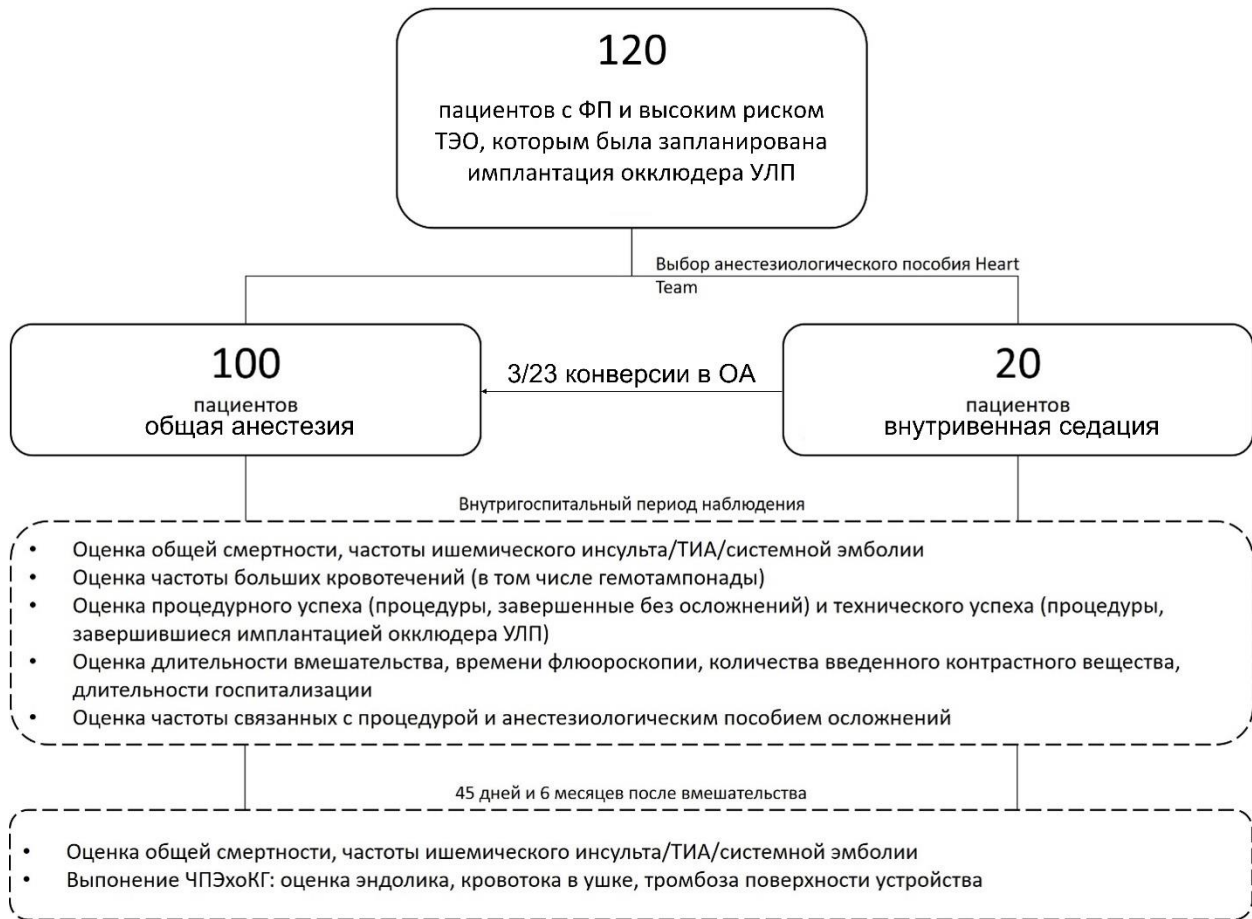 120
пациентов с ФП и высоким риском
ТЭО, которым была запланирована
имплантация окклюдера УЛП
Выбор анестезиологического пособия Heart
Team
100
пациентов
общая анестезия
3/23 конверсии в ОА
20
пациентов
внутривенная седация
Внутригоспитальный период наблюдения
• Оценка общей смертности, частоты ишемического инсульта/ТИА/системной эмболии
• Оценка частоты больших кровотечений (в том числе гемотампонады)
• Оценка процедурного успеха (процедуры, завершенные без осложнений) и технического успеха (процедуры,
завершившиеся имплантацией окклюдера УЛП)
• Оценка длительности вмешательства, времени флюороскопии, количества введенного контрастного вещества,
длительности госпитализации
• Оценка частоты связанных с процедурой и анестезиологическим пособием осложнений
45 дней и 6 месяцев после вмешательства
• Оценка общей смертности, частоты ишемического инсульта/ТИА/системной эмболии
• Выпонение ЧПЭхоКГ: оценка эндолика, кровотока в ушке, тромбоза поверхности устройства